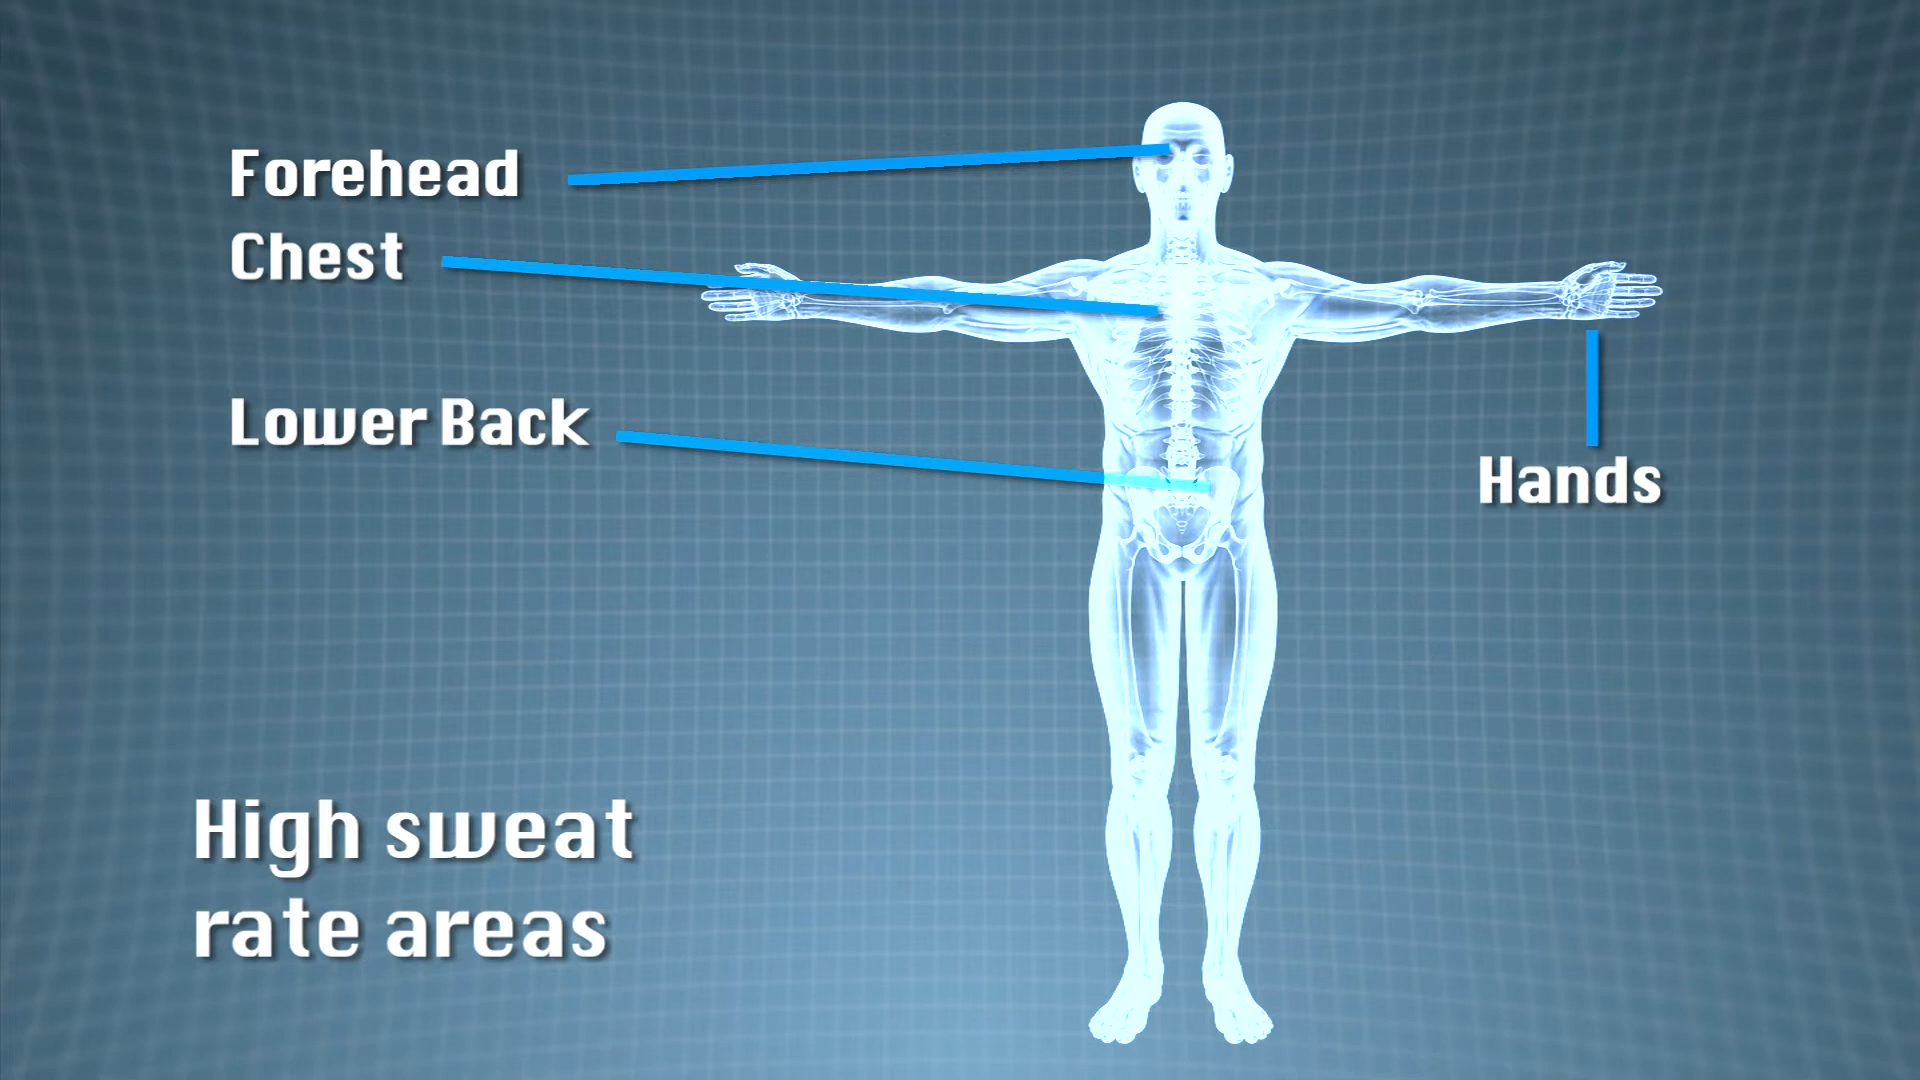 Forehead
Chest
Lower Back
Hands
High sweat
rate areas